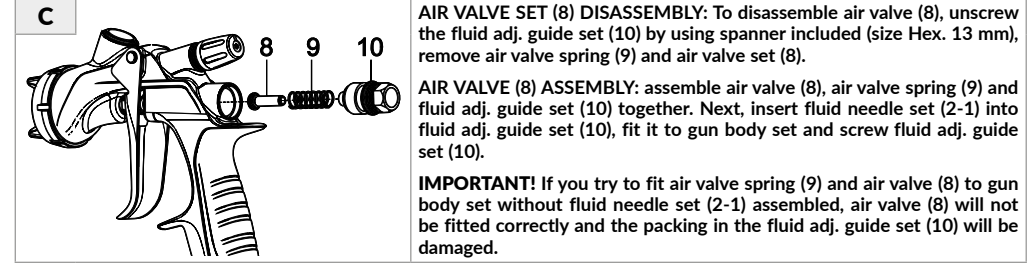 C
8 9 10
AIR VALVE SET (8) DISASSEMBLY: To disassemble air valve (8), unscrew
the fluid adj. guide set (10) by using spanner included (size Hex. 13 mm),
remove air valve spring (9) and air valve set (8).
AIR VALVE (8) ASSEMBLY: assemble air valve (8), air valve spring (9) and
fluid adj. guide set (10) together. Next, insert fluid needle set (2-1) into
fluid adj. guide set (10), fit it to gun body set and screw fluid adj. guide
set (10).
IMPORTANT! If you try to fit air valve spring (9) and air valve (8) to gun
body set without fluid needle set (2-1) assembled, air valve (8) will not
be fitted correctly and the packing in the fluid adj. guide set (10) will be
damaged.